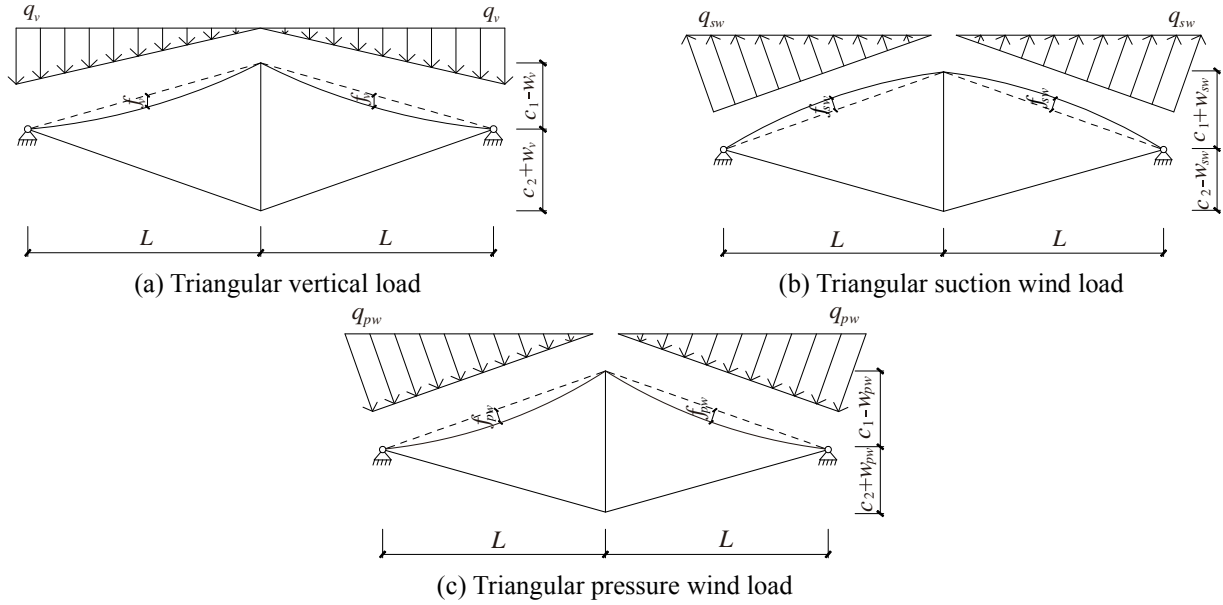 q_v q_v
f_v f_v c_1-w_v
c_2+w_v
L L
(a) Triangular vertical load
q_sw q_sw
f_sw f_sw c_1+w_sw
c_2-w_sw
L L
(b) Triangular suction wind load
q_pw q_pw
f_pw f_pw c_1-w_pw
c_2+w_pw
L L
(c) Triangular pressure wind load